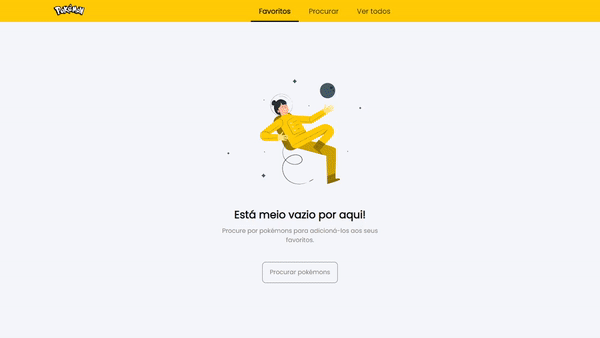 Pokémon
Favoritos Procurar Ver todos
Está meio vazio por aqui!
Procure por pokémons para adicioná-los aos seus
favoritos.
Procurar pokémons